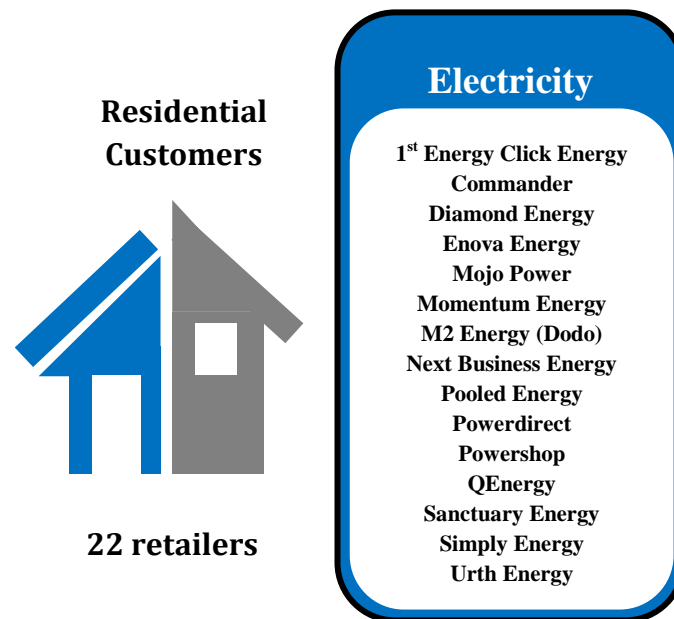 Residential
Customers
22 retailers
Electricity
1st Energy Click Energy
Commander
Diamond Energy
Enova Energy
Mojo Power
Momentum Energy
M2 Energy (Dodo)
Next Business Energy
Pooled Energy
Powerdirect
Powershop
QEnergy
Sanctuary Energy
Simply Energy
Urth Energy